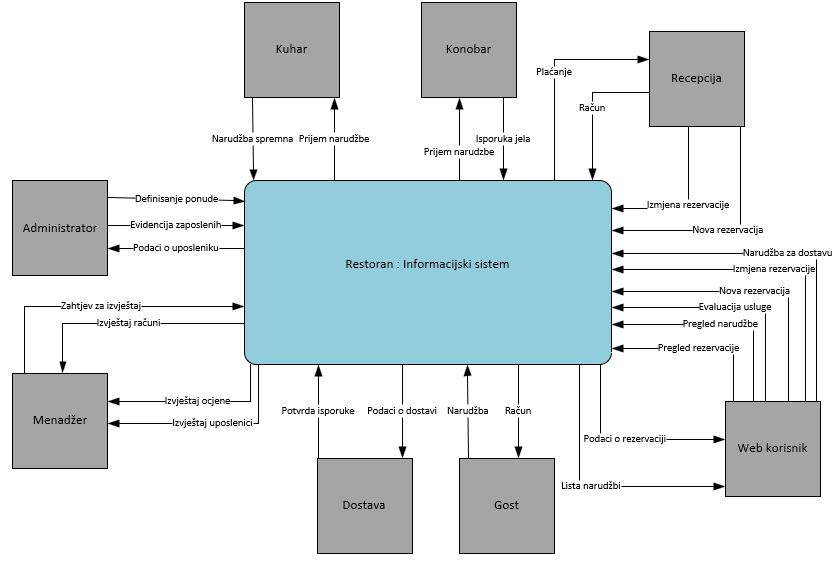 Kuhar
Konobar
Plaćanje
Recepcija
Račun
Narudžba spremna
Prijem narudžbe
Prijem narudzbe
Isporuka jela
Administrator
Definisanje ponude
Evidencija zaposlenih
Podaci o uposleniku
Restoran : Informacijski sistem
Izmjena rezervacije
Nova rezervacija
Narudžba za dostavu
Izmjena rezervacije
Nova rezervacija
Evaluacija usluge
Pregled narudžbe
Pregled rezervacije
Zahtjev za izvještaj
Izvještaj računi
Menadžer
Izvještaj ocjene
Izvještaj uposlenici
Potvrda isporuke
Podaci o dostavi
Narudžba
Račun
Podaci o rezervaciji
Lista narudžbi
Web korisnik
Dostava
Gost